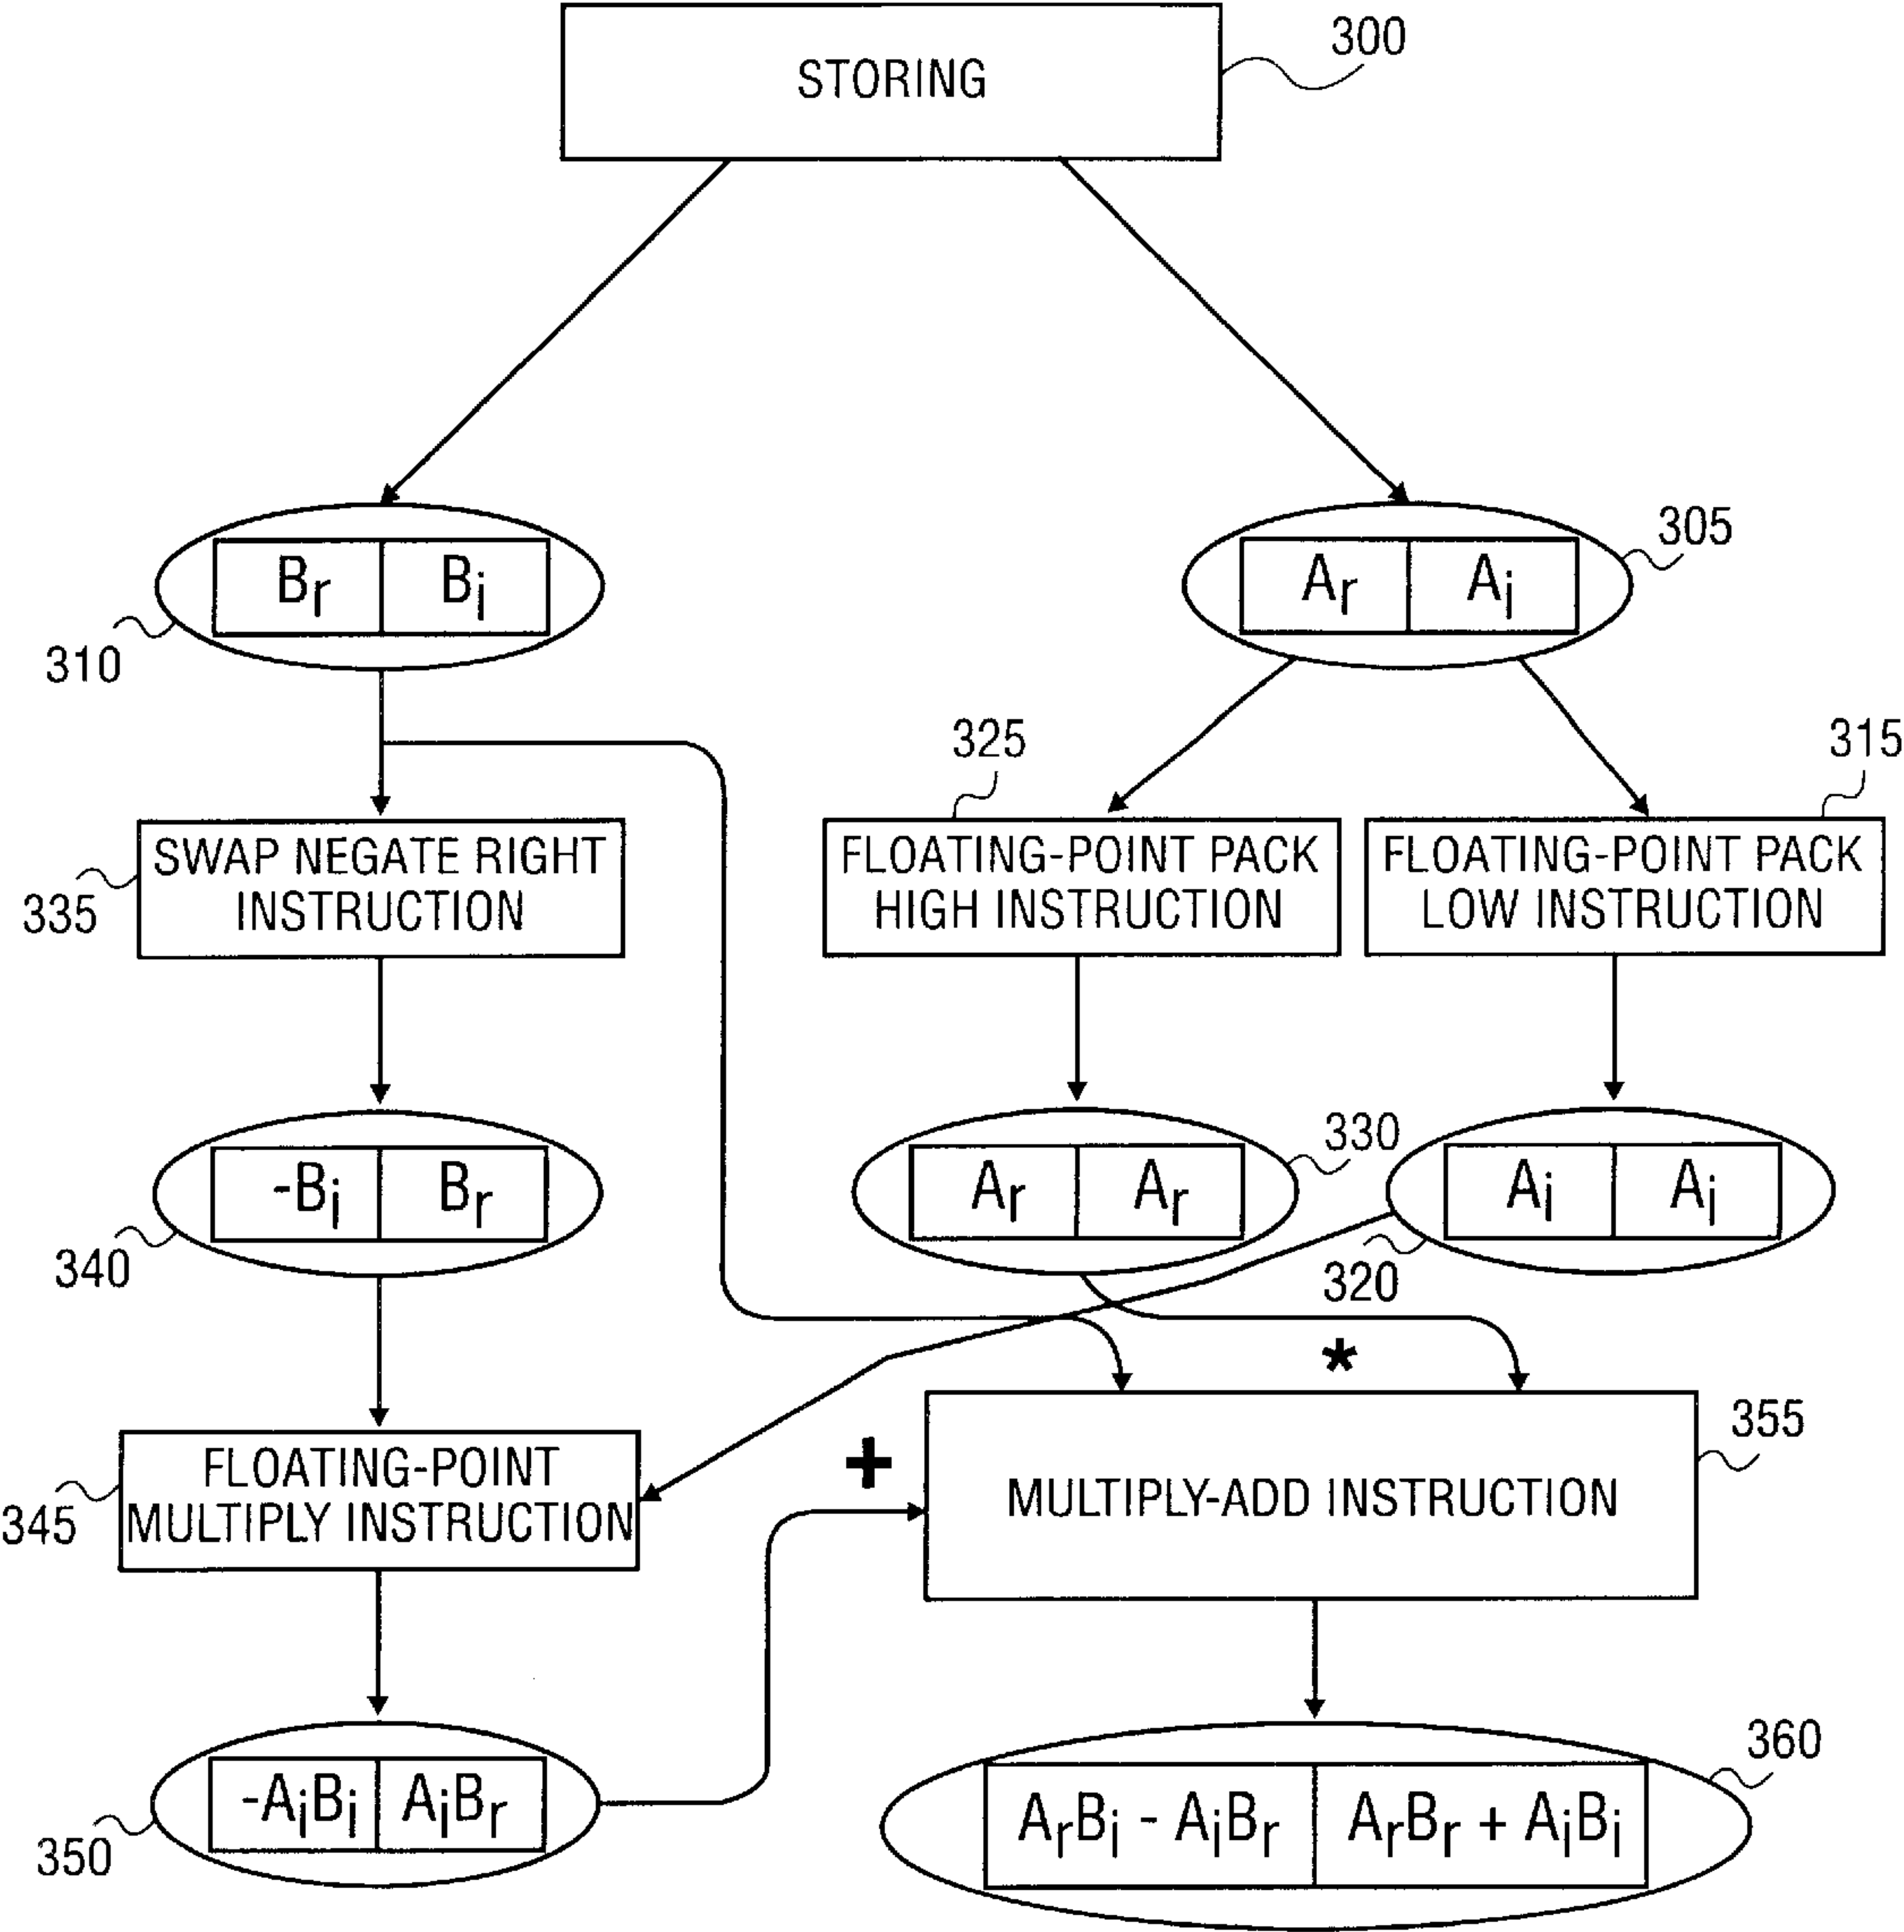 STORING
300
Br Bi
310
Ar Ai
305
325
315
SWAP NEGATE RIGHT
INSTRUCTION
335
FLOATING-POINT PACK
HIGH INSTRUCTION
FLOATING-POINT PACK
LOW INSTRUCTION
-Bi Br
340
Ar Ar
330
Ai Ai
320
*
+
FLOATING-POINT
MULTIPLY INSTRUCTION
345
MULTIPLY-ADD INSTRUCTION
355
-AiBi AiBr
350
ArBi - AiBr ArBr + AiBi
360